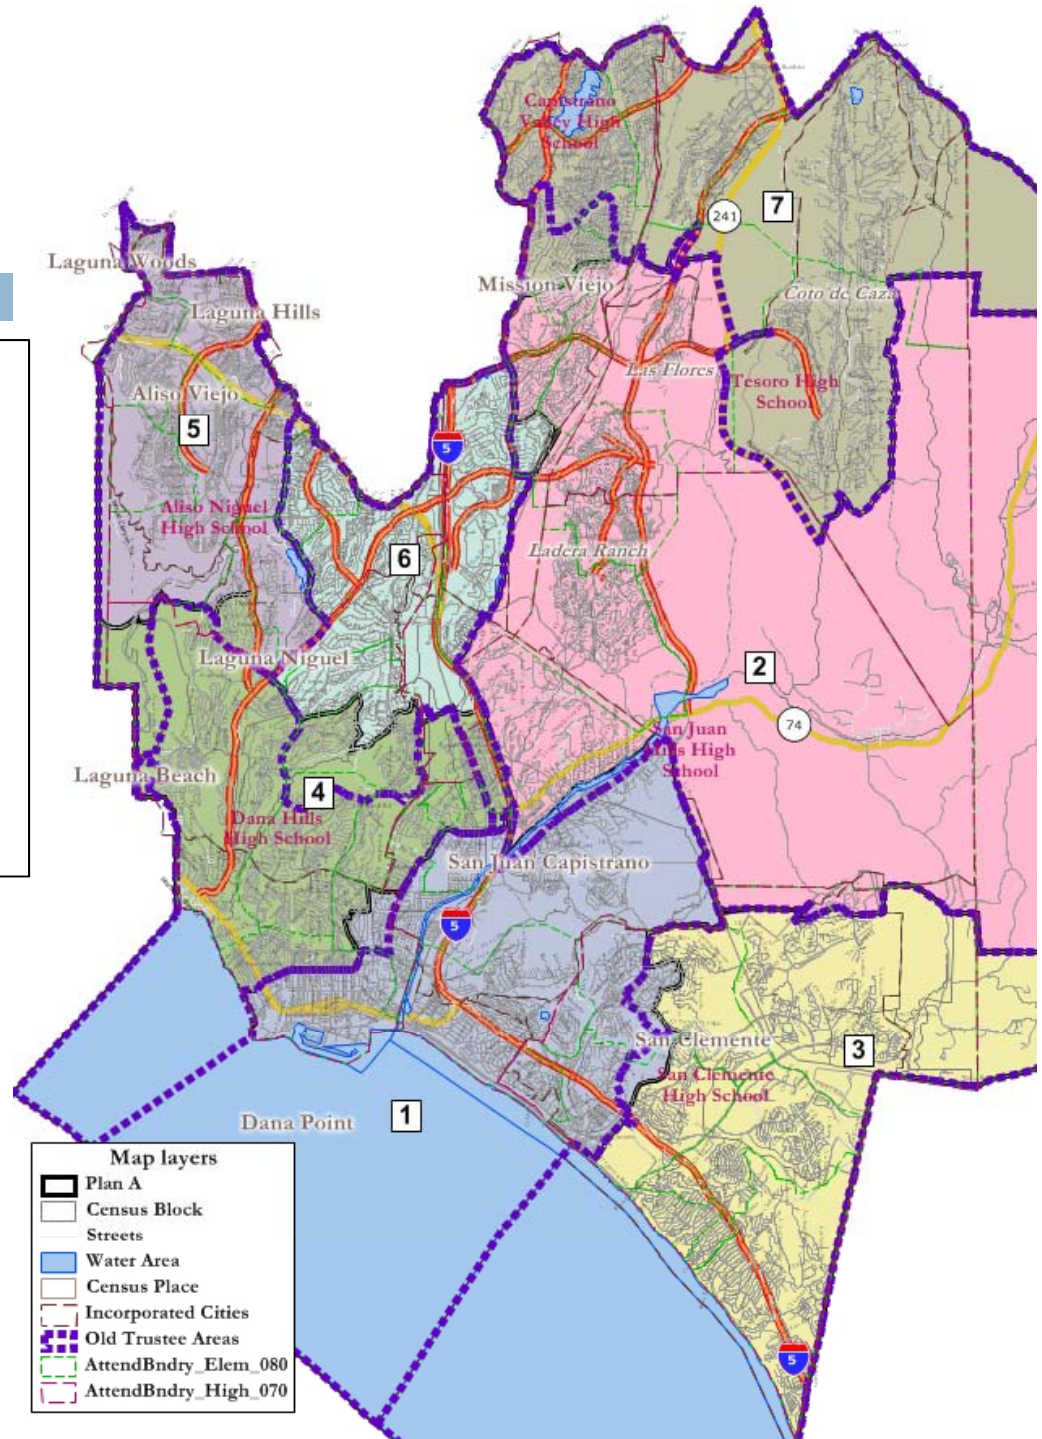 Capistrano
Valley High
School
241
7
Laguna Woods
Mission Viejo
Coto de Caza
Laguna Hills
Las Flores
Tesoro High
School
Aliso Viejo
5
5
Aliso Niguel
High School
6
Ladera Ranch
Laguna Niguel
2
74
San Juan
Hills High
School
Laguna Beach
4
Dana Hills
High School
San Juan Capistrano
5
San Clemente
3
San Clemente
High School
1
Dana Point
Map layers
Plan A
Census Block
Streets
Water Area
Census Place
Incorporated Cities
Old Trustee Areas
AttendBndry_Elem_080
AttendBndry_High_070
5